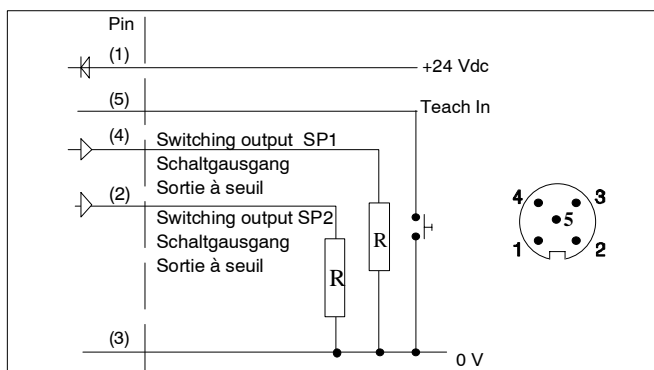 Pin
(1)
+24 Vdc
(5)
Teach In
(4) Switching output SP1
Schaltgausgang
Sortie à seuil
(2)
Switching output SP2
Schaltgausgang
Sortie à seuil
R
R
(3)
0 V
4 3
5
1 2